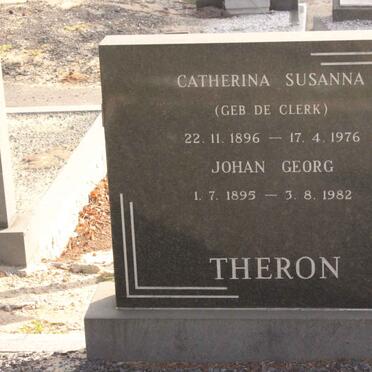 CATHERINA SUSANNA
(GEB DE CLERK)
22. 11. 1896 — 17. 4. 1976
JOHAN GEORG
1. 7. 1895 — 3. 8. 1982
THERON